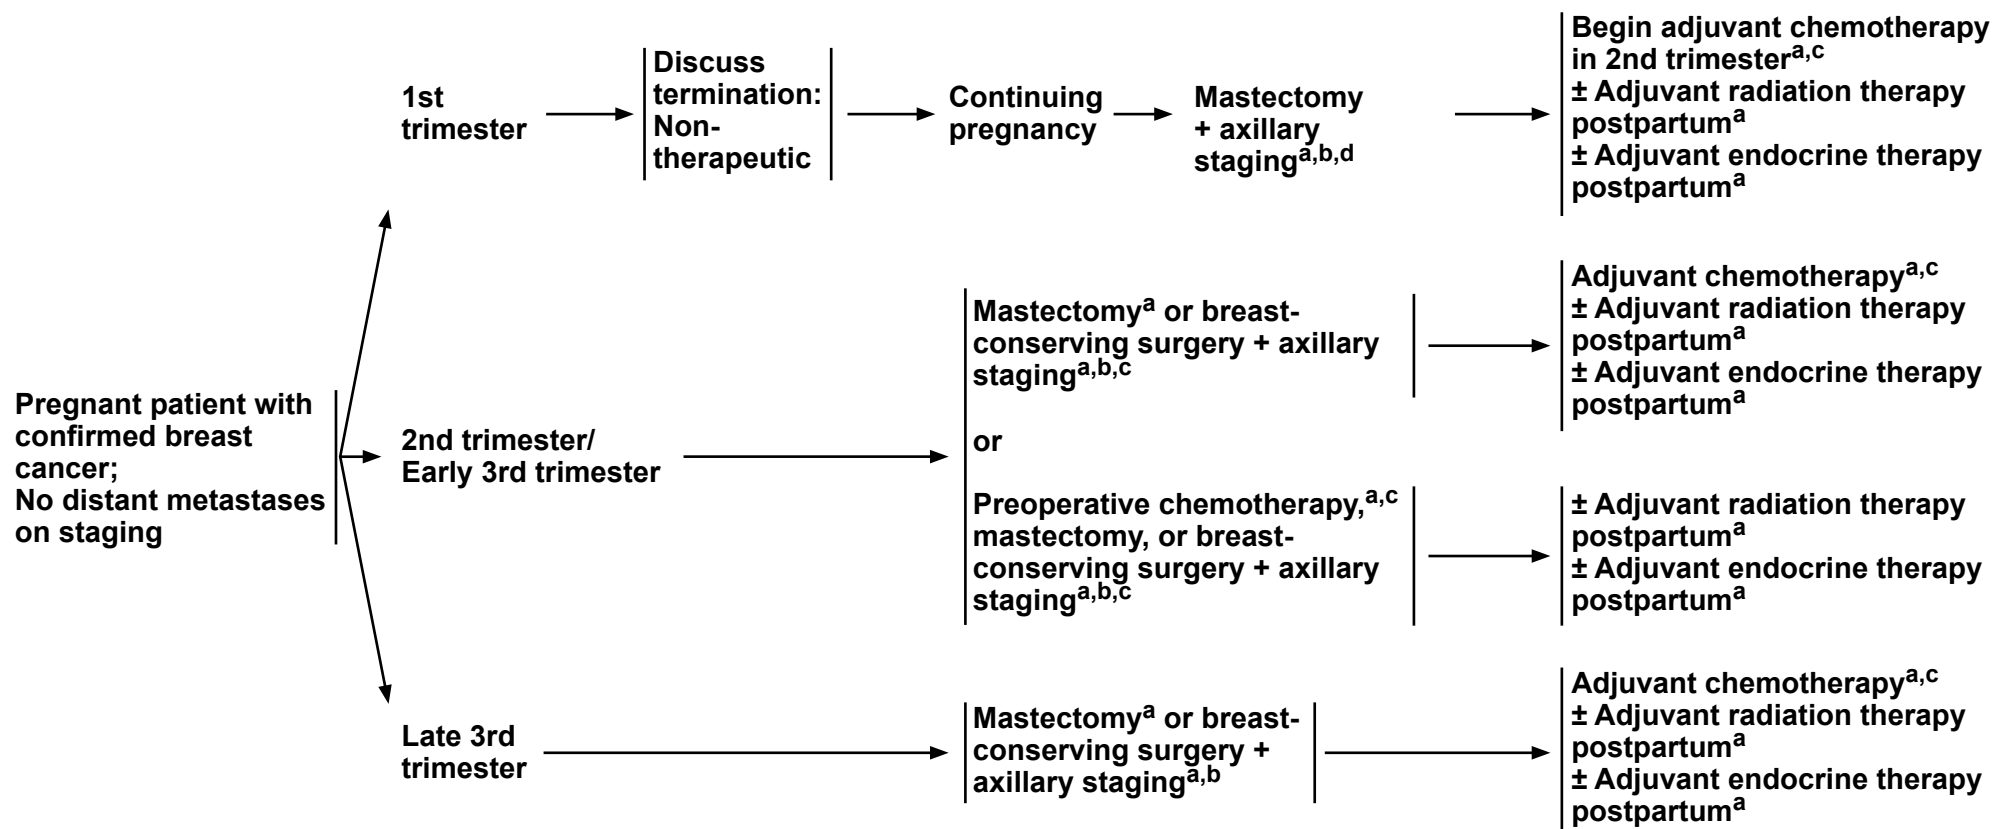 Pregnant patient with
confirmed breast
cancer;
No distant metastases
on staging
1st
trimester
Discuss
termination:
Non-
therapeutic
Continuing
pregnancy
Mastectomy
+ axillary
staginga,b,d
Begin adjuvant chemotherapy
in 2nd trimestera,c
± Adjuvant radiation therapy
postpartuma
± Adjuvant endocrine therapy
postpartuma
2nd trimester/
Early 3rd trimester
Mastectomya or breast-
conserving surgery + axillary
staginga,b,c
Adjuvant chemotherapya,c
± Adjuvant radiation therapy
postpartuma
± Adjuvant endocrine therapy
postpartuma
or
Preoperative chemotherapy,a,c
mastectomy, or breast-
conserving surgery + axillary
staginga,b,c
± Adjuvant radiation therapy
postpartuma
± Adjuvant endocrine therapy
postpartuma
Late 3rd
trimester
Mastectomya or breast-
conserving surgery +
axillary staginga,b
Adjuvant chemotherapya,c
± Adjuvant radiation therapy
postpartuma
± Adjuvant endocrine therapy
postpartuma